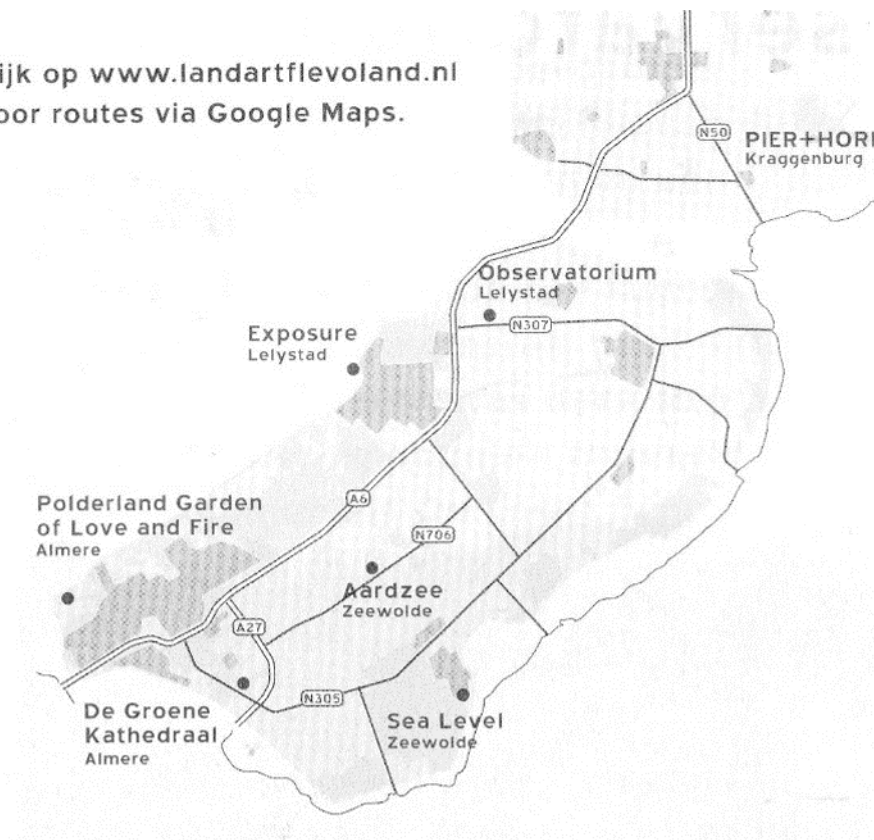 ijk op www.landartflevoland.nl
oor routes via Google Maps.
N50
PIER+HORI
Kraggenburg
Observatorium
Lelystad
N307
Exposure
Lelystad
A6
Polderland Garden
of Love and Fire
Almere
N706
Aardzee
Zeewolde
A27
N305
De Groene
Kathedraal
Almere
Sea Level
Zeewolde